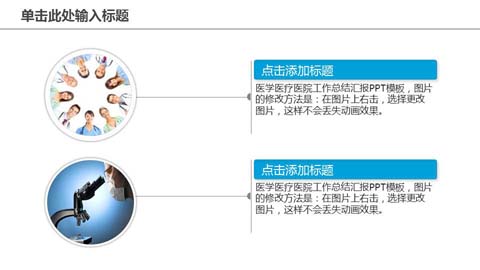 单击此处输入标题
点击添加标题
医学医疗医院工作总结汇报PPT模板，图片
的修改方法是：在图片上右击，选择更改
图片，这样不会丢失动画效果。
点击添加标题
医学医疗医院工作总结汇报PPT模板，图片
的修改方法是：在图片上右击，选择更改
图片，这样不会丢失动画效果。